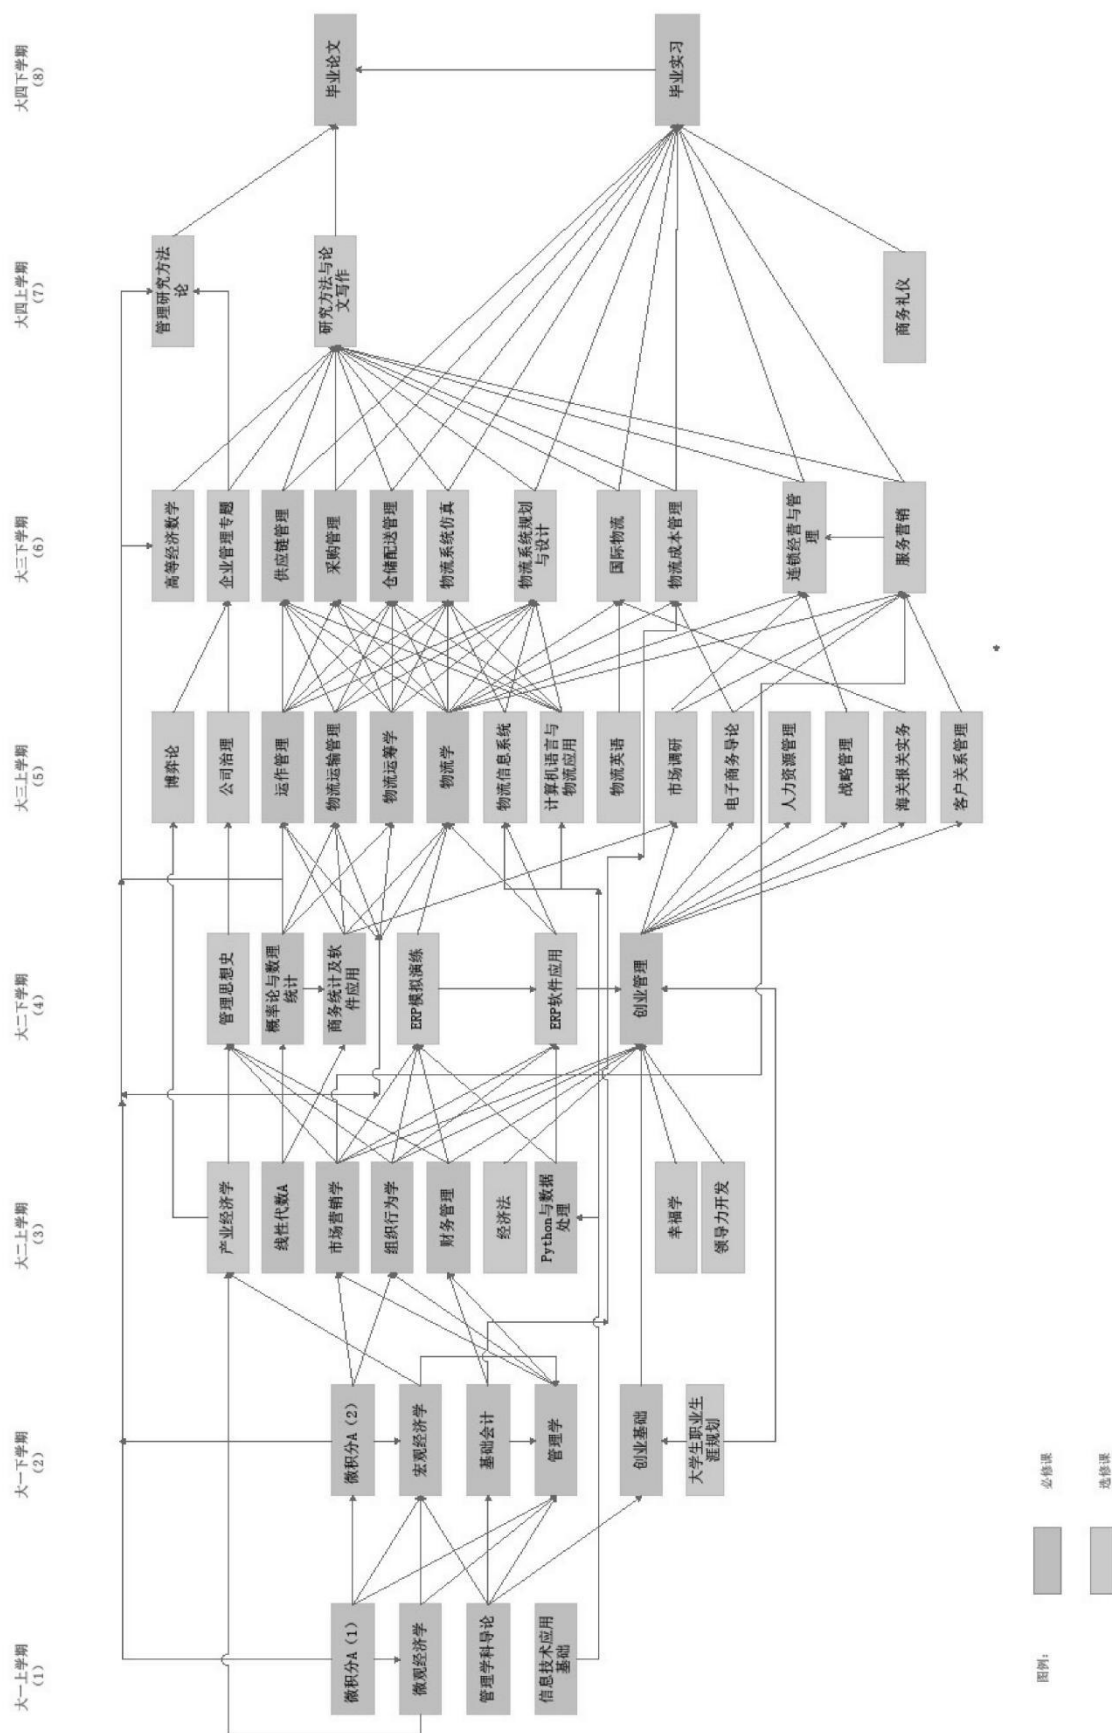 大一上学期
（1）
大一下学期
（2）
大二上学期
（3）
大二下学期
（4）
大三上学期
（5）
大三下学期
（6）
大四上学期
（7）
大四下学期
（8）
微积分A（1）
微观经济学
管理学科导论
信息技术应用
基础
微积分A（2）
宏观经济学
基础会计
管理学
创业基础
大学生职业生
涯规划
产业经济学
线性代数A
市场营销学
组织行为学
财务管理
经济法
Python与数据
处理
幸福学
领导力开发
管理思想史
概率论与数理
统计
商务统计及软
件应用
ERP模拟演练
ERP软件应用
创业管理
博弈论
公司治理
运作管理
物流运输管理
物流运筹学
物流学
物流信息系统
计算机语言与
物流应用
物流英语
市场调研
电子商务导论
人力资源管理
战略管理
海关报关实务
客户关系管理
高等经济数学
企业管理专题
供应链管理
采购管理
仓储配送管理
物流系统仿真
物流系统规划
与设计
国际物流
物流成本管理
连锁经营与管
理
服务营销
管理研究方法
论
研究方法与论
文写作
商务礼仪
毕业论文
毕业实习
图例：
必修课
选修课